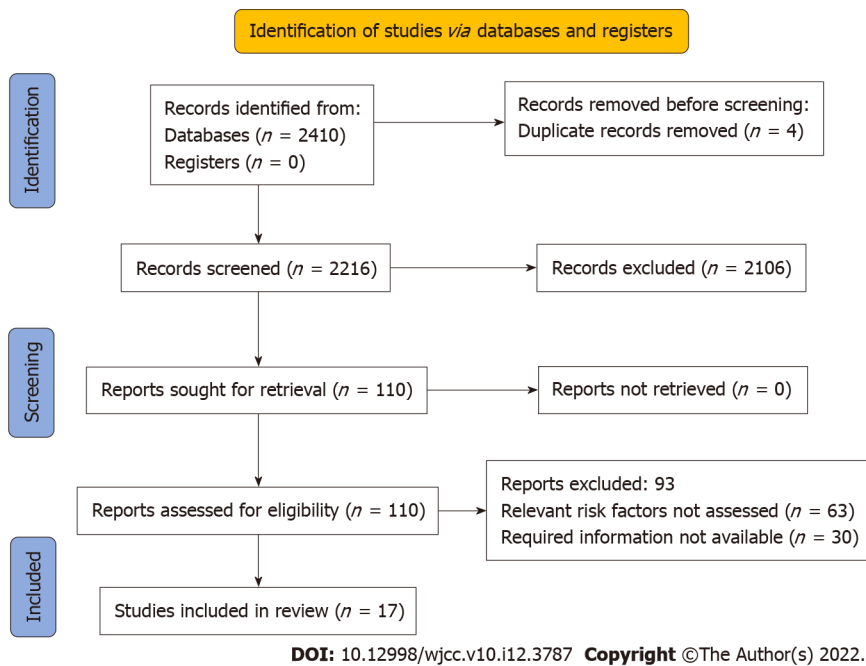 Identification of studies via databases and registers
Identification
Records identified from:
Databases (n = 2410)
Registers (n = 0)
Records removed before screening:
Duplicate records removed (n = 4)
Records screened (n = 2216)
Records excluded (n = 2106)
Screening
Reports sought for retrieval (n = 110)
Reports not retrieved (n = 0)
Reports assessed for eligibility (n = 110)
Reports excluded: 93
Relevant risk factors not assessed (n = 63)
Required information not available (n = 30)
Included
Studies included in review (n = 17)
DOI: 10.12998/wjcc.v10.i12.3787 Copyright ©The Author(s) 2022.